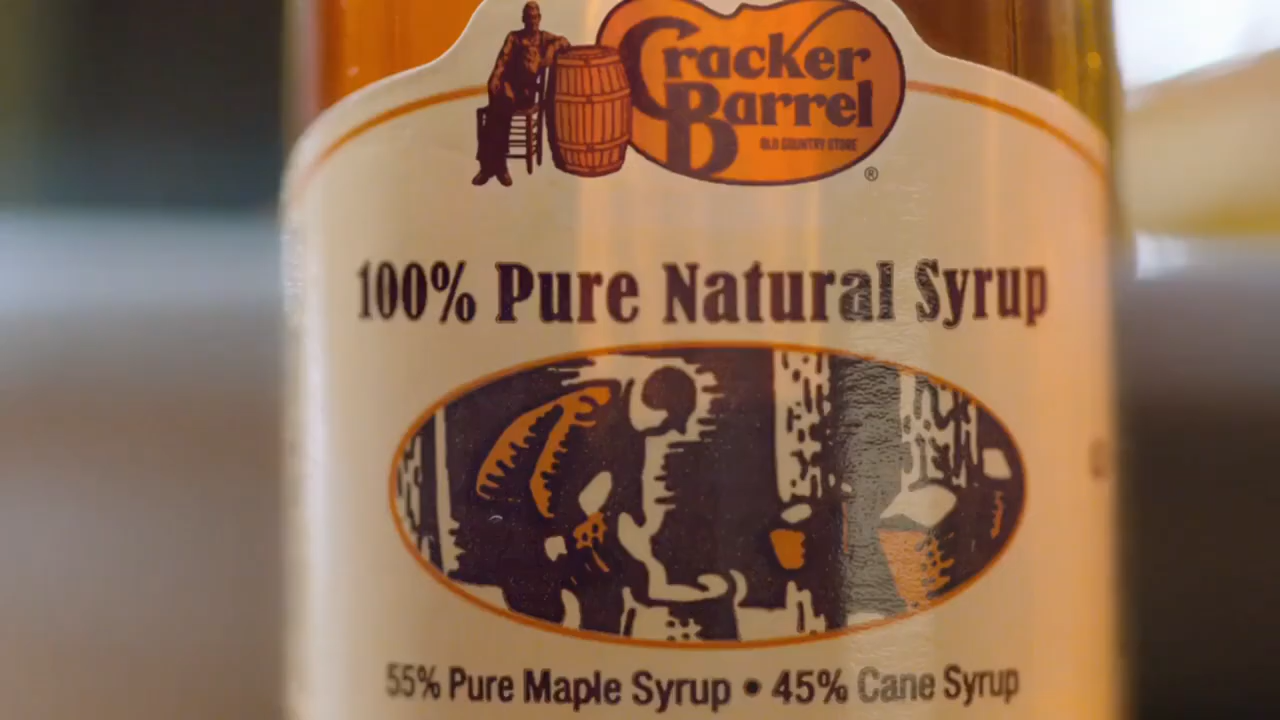 Cracker
Barrel
OLD COUNTRY STORE
®
100% Pure Natural Syrup
55% Pure Maple Syrup • 45% Cane Syrup